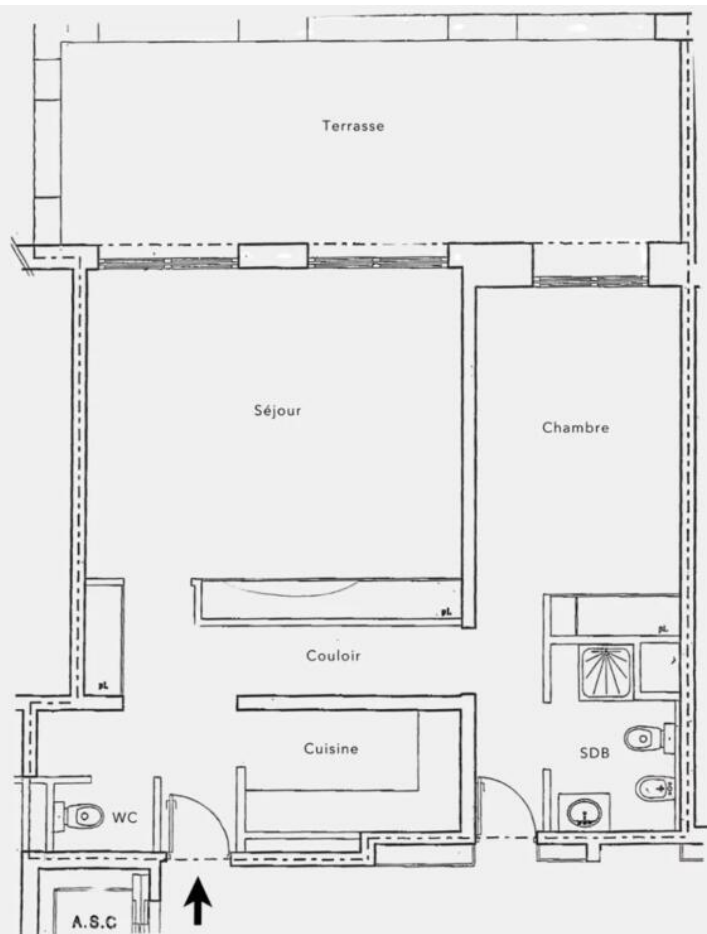 Terrasse
Séjour
Chambre
pL
pL
Couloir
pL
Cuisine
SDB
WC
A.S.C